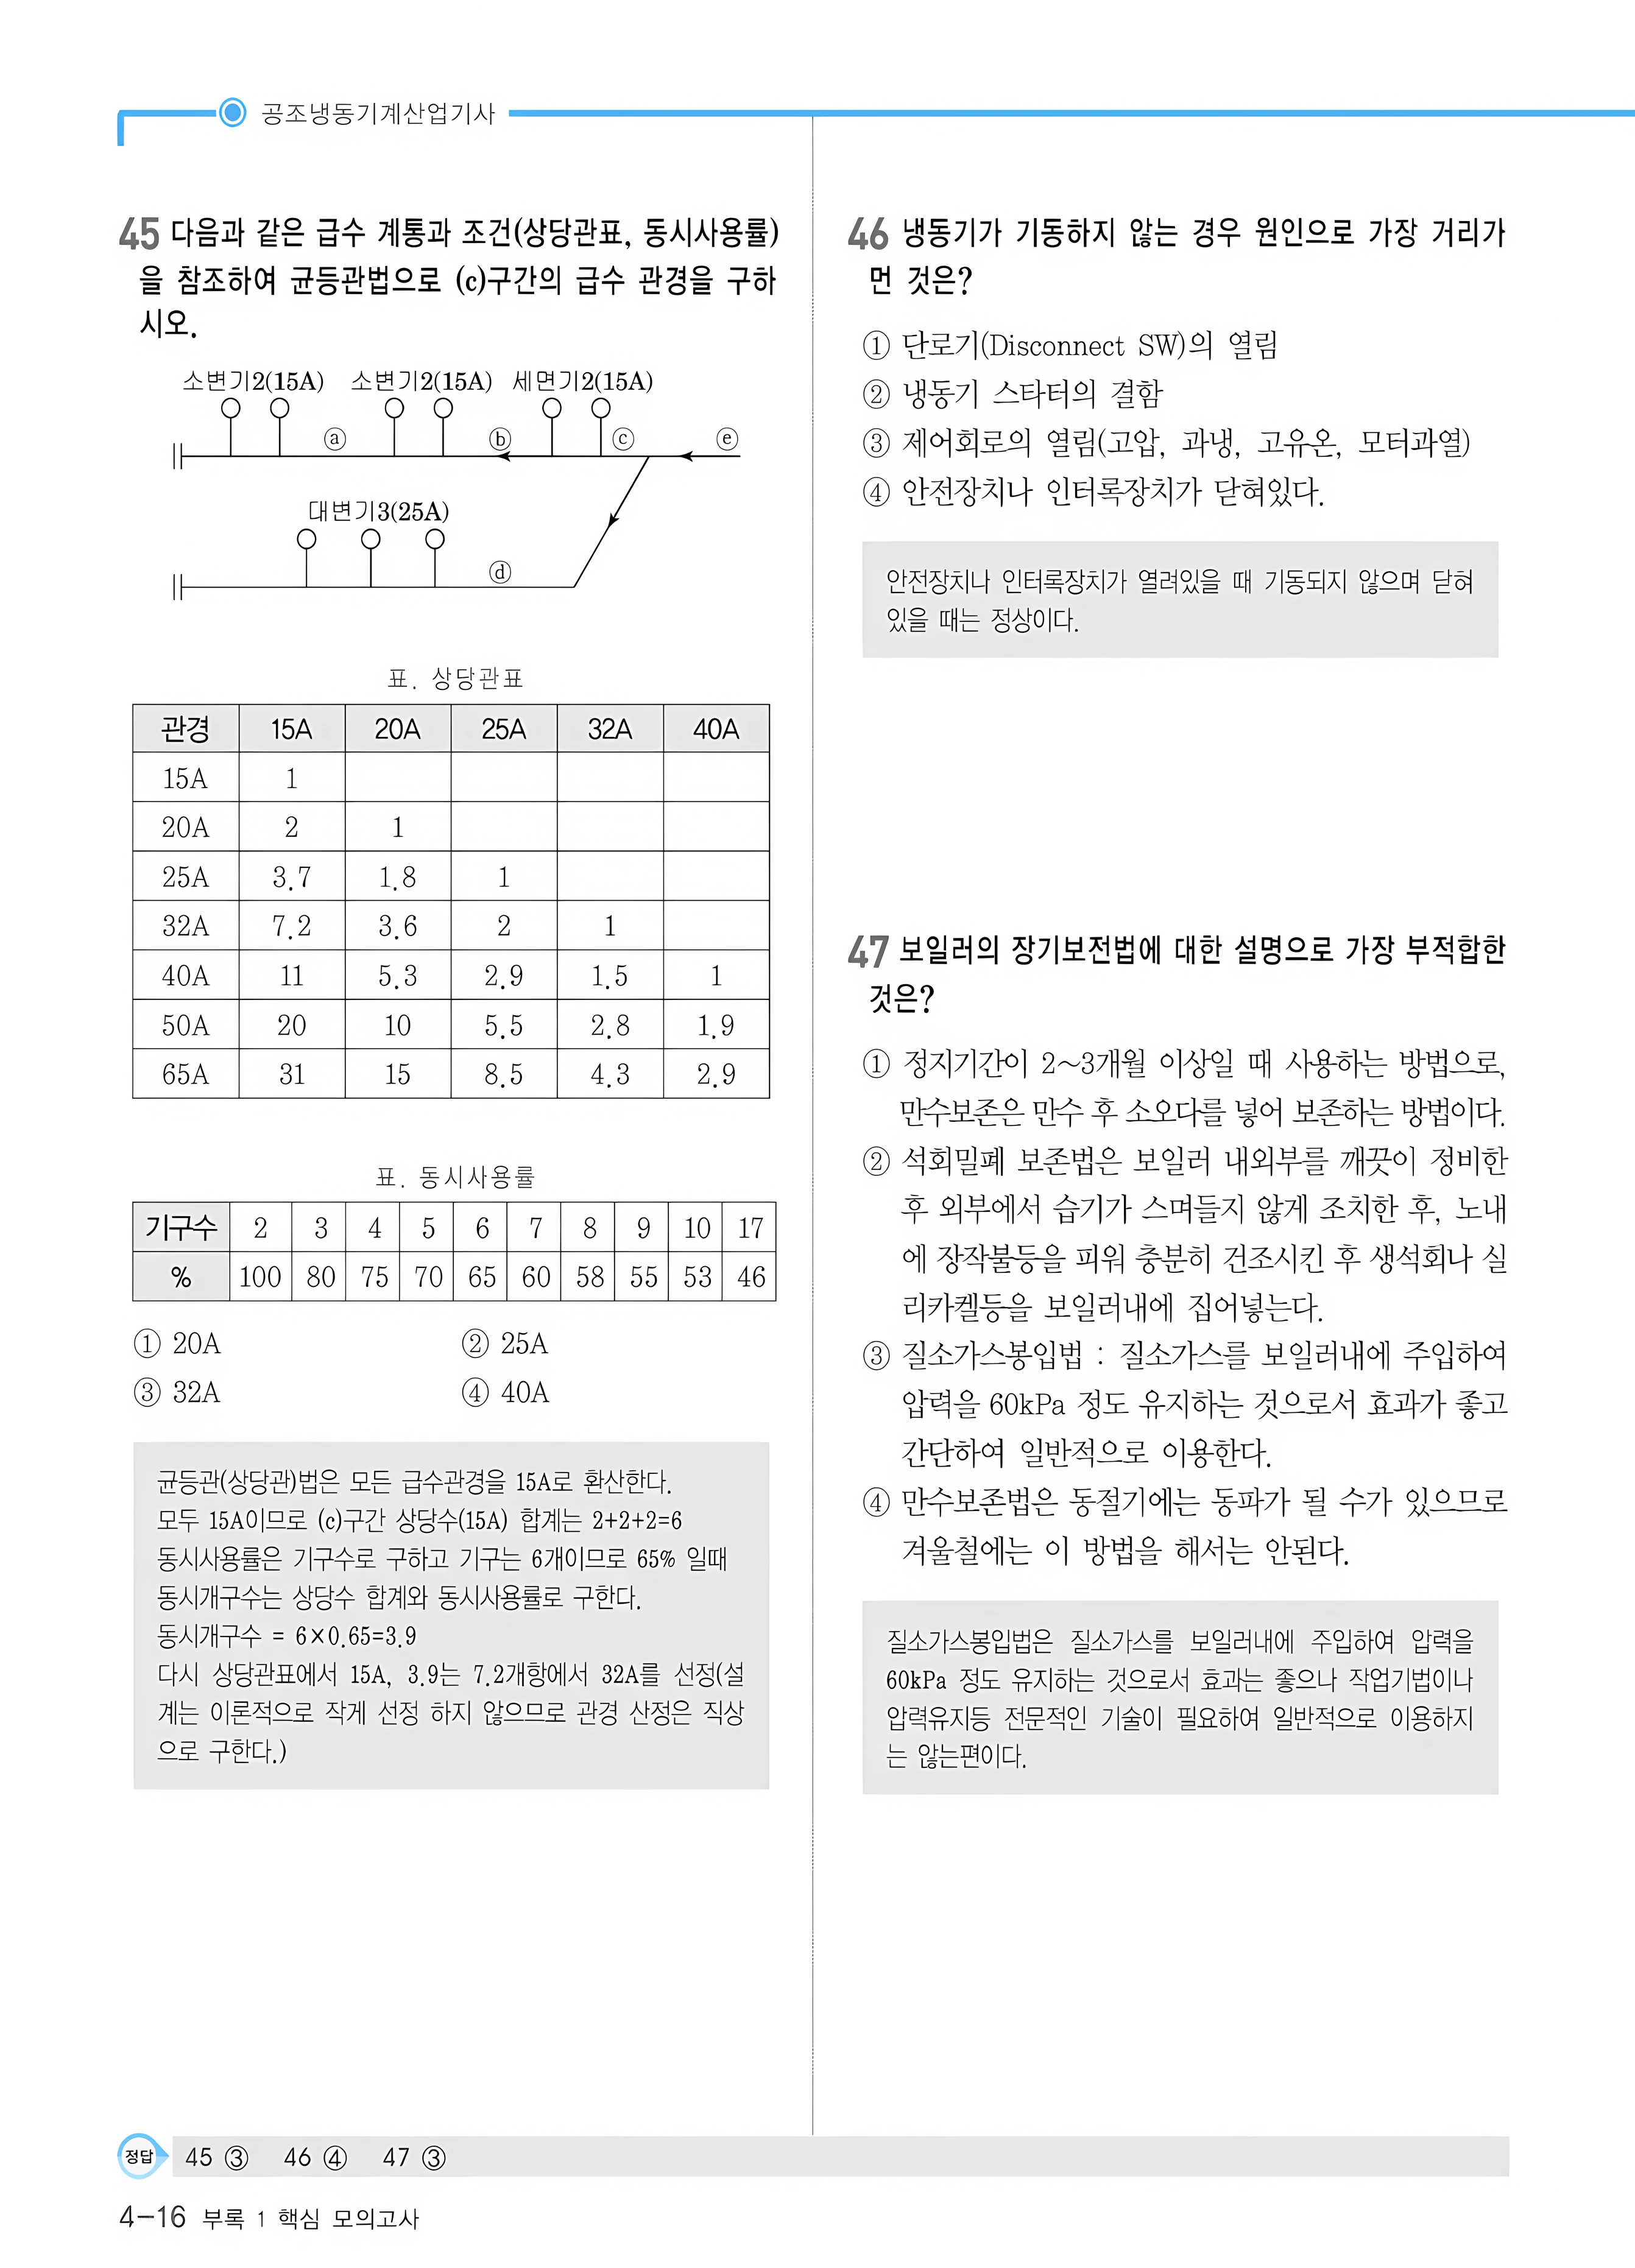 공조냉동기계산업기사
45 다음과 같은 급수 계통과 조건(상당관표, 동시사용률)
을 참조하여 균등관법으로 (c)구간의 급수 관경을 구하
시오.
소변기2(15A) 소변기2(15A) 세면기2(15A)
ⓐ ⓑ ⓒ ⓔ
대변기3(25A)
ⓓ
표. 상당관표
관경 15A 20A 25A 32A 40A
15A 1
20A 2 1
25A 3.7 1.8 1
32A 7.2 3.6 2 1
40A 11 5.3 2.9 1.5 1
50A 20 10 5.5 2.8 1.9
65A 31 15 8.5 4.3 2.9
표. 동시사용률
기구수 2 3 4 5 6 7 8 9 10 17
% 100 80 75 70 65 60 58 55 53 46
① 20A ② 25A
③ 32A ④ 40A
균등관(상당관)법은 모든 급수관경을 15A로 환산한다.
모두 15A이므로 (c)구간 상당수(15A) 합계는 2+2+2=6
동시사용률은 기구수로 구하고 기구는 6개이므로 65% 일때
동시개구수는 상당수 합계와 동시사용률로 구한다.
동시개구수 = 6×0.65=3.9
다시 상당관표에서 15A, 3.9는 7.2개항에서 32A를 선정(설
계는 이론적으로 작게 선정 하지 않으므로 관경 산정은 직상
으로 구한다.)
46 냉동기가 기동하지 않는 경우 원인으로 가장 거리가
먼 것은?
① 단로기(Disconnect SW)의 열림
② 냉동기 스타터의 결함
③ 제어회로의 열림(고압, 과냉, 고유온, 모터과열)
④ 안전장치나 인터록장치가 닫혀있다.
안전장치나 인터록장치가 열려있을 때 기동되지 않으며 닫혀
있을 때는 정상이다.
47 보일러의 장기보전법에 대한 설명으로 가장 부적합한
것은?
① 정지기간이 2~3개월 이상일 때 사용하는 방법으로,
만수보존은 만수 후 소오다를 넣어 보존하는 방법이다.
② 석회밀폐 보존법은 보일러 내외부를 깨끗이 정비한
후 외부에서 습기가 스며들지 않게 조치한 후, 노내
에 장작불등을 피워 충분히 건조시킨 후 생석회나 실
리카켈등을 보일러내에 집어넣는다.
③ 질소가스봉입법 : 질소가스를 보일러내에 주입하여
압력을 60kPa 정도 유지하는 것으로서 효과가 좋고
간단하여 일반적으로 이용한다.
④ 만수보존법은 동절기에는 동파가 될 수가 있으므로
겨울철에는 이 방법을 해서는 안된다.
질소가스봉입법은 질소가스를 보일러내에 주입하여 압력을
60kPa 정도 유지하는 것으로서 효과는 좋으나 작업기법이나
압력유지등 전문적인 기술이 필요하여 일반적으로 이용하지
는 않는편이다.
정답 45 ③ 46 ④ 47 ③
4-16 부록 1 핵심 모의고사